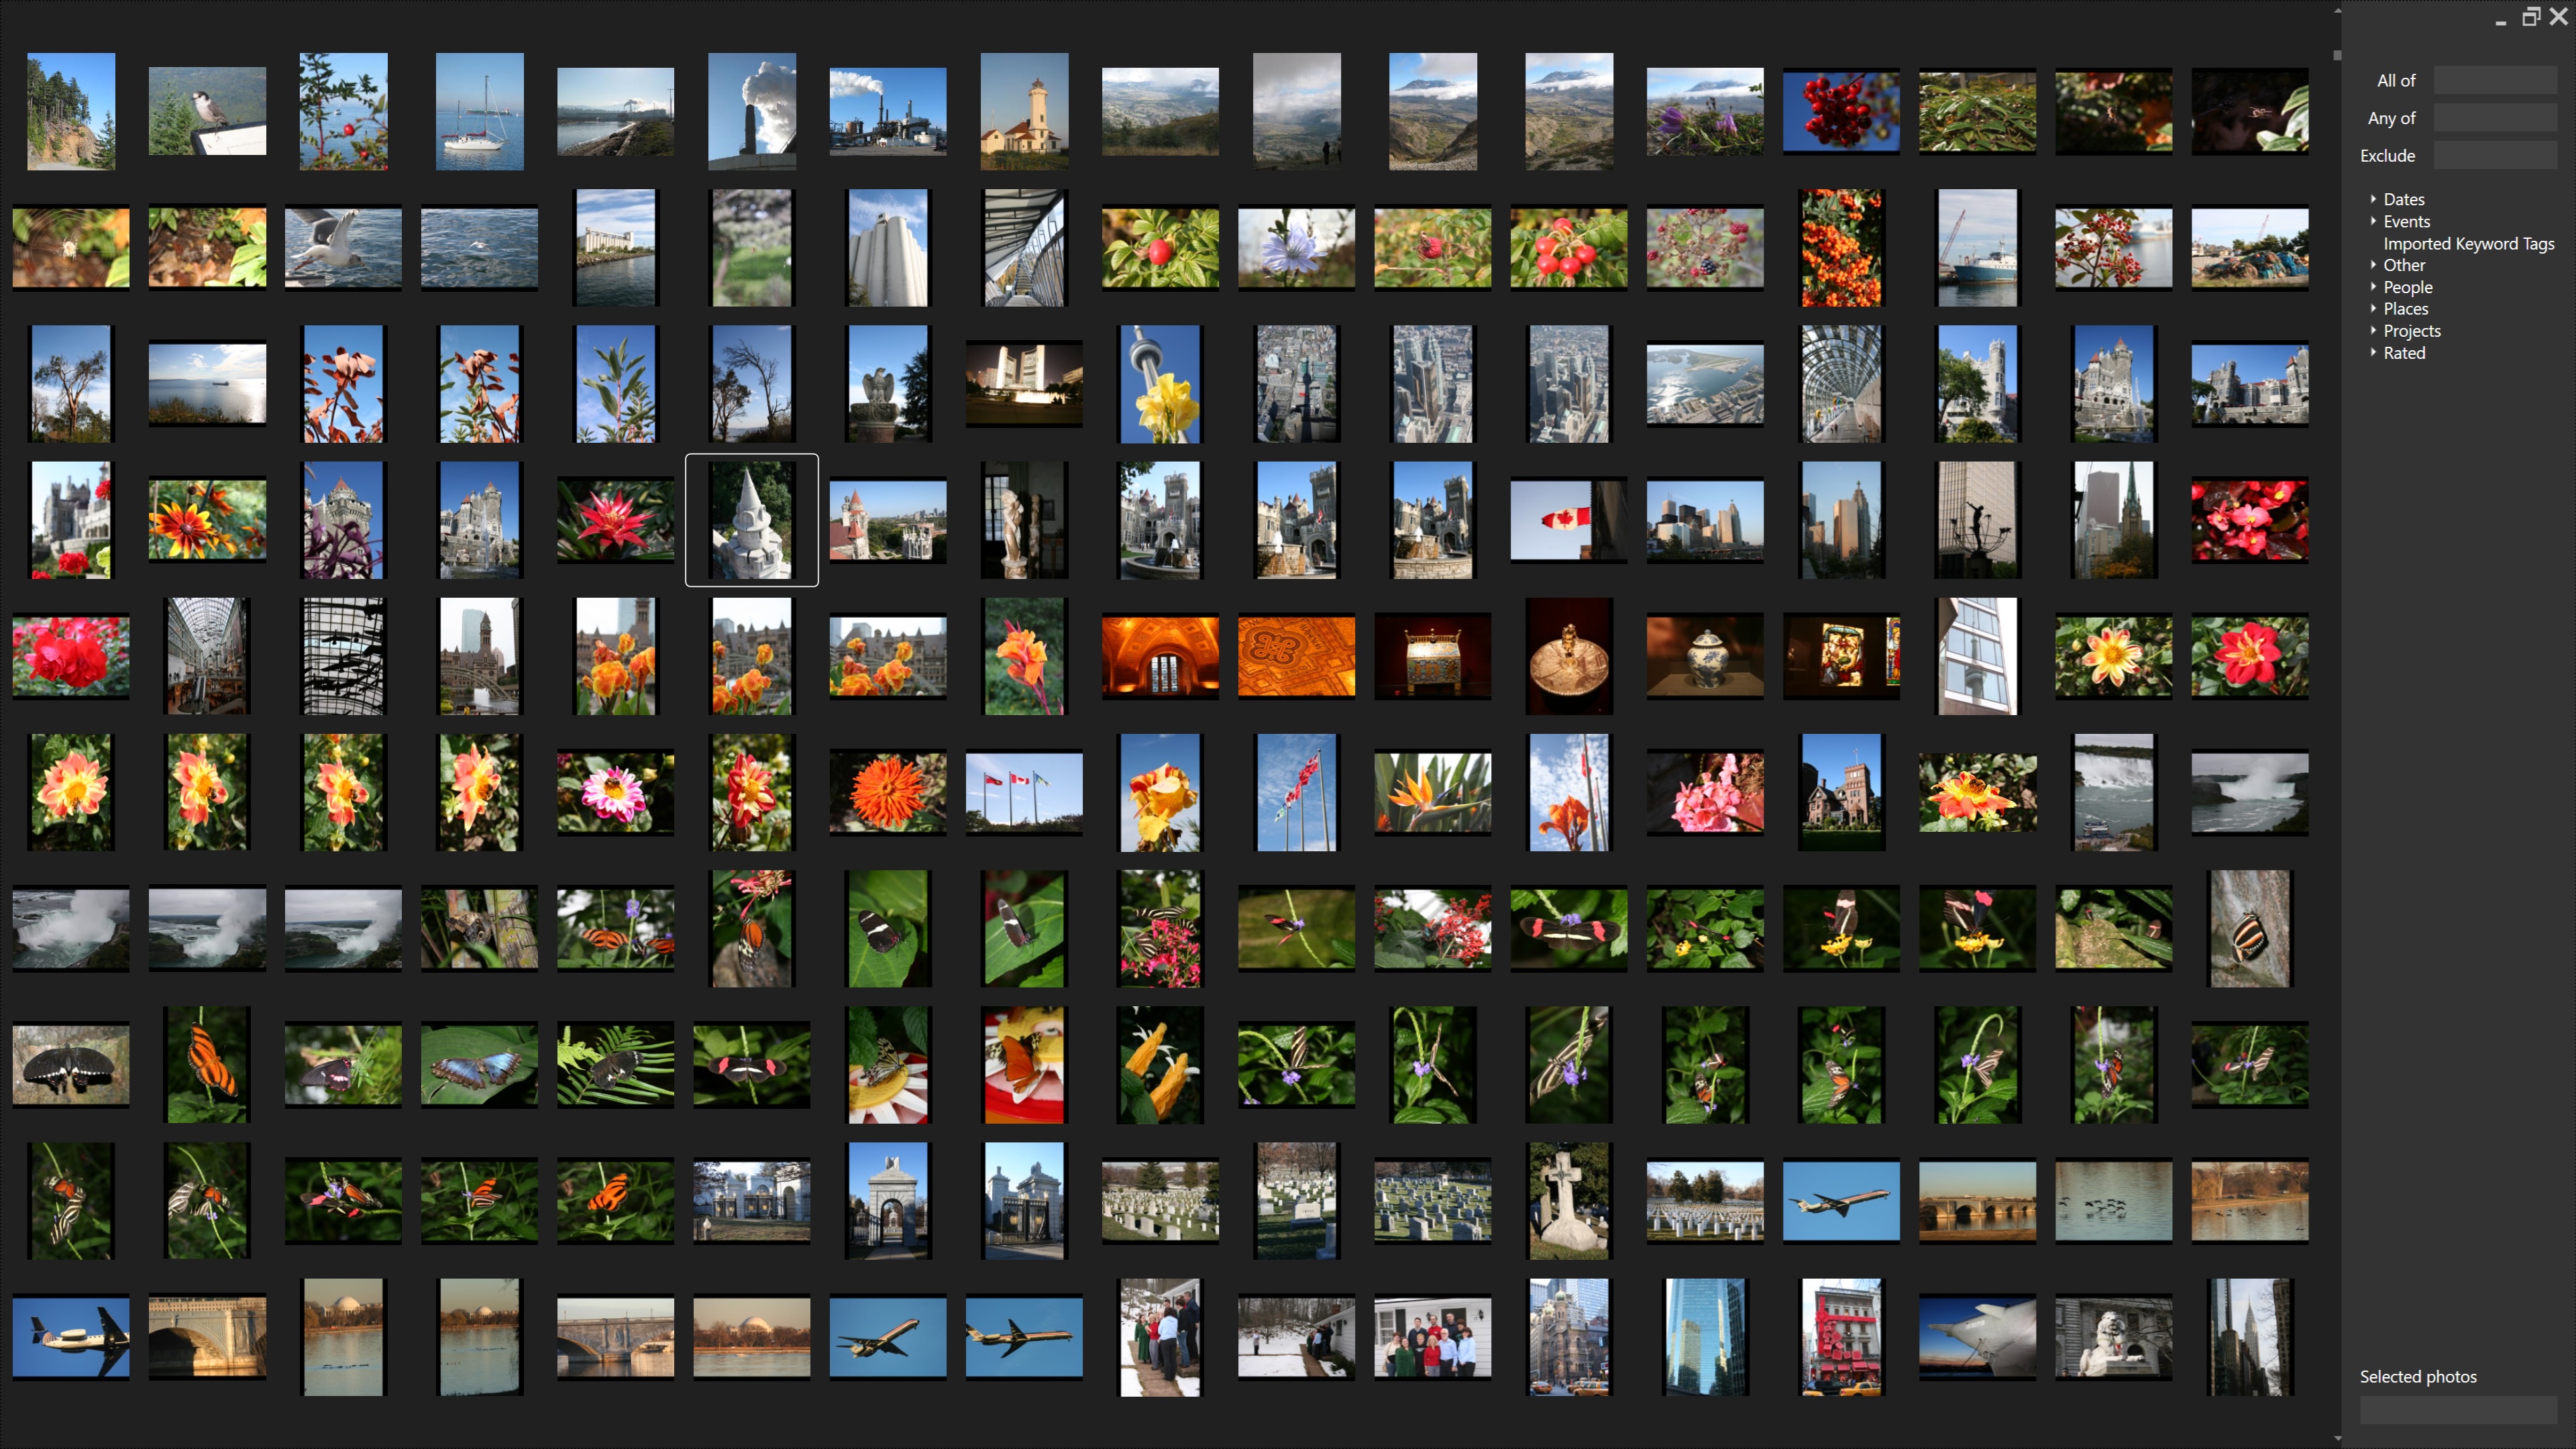 All of
Any of
Exclude
Dates
Events
Imported Keyword Tags
Other
People
Places
Projects
Rated
Selected photos